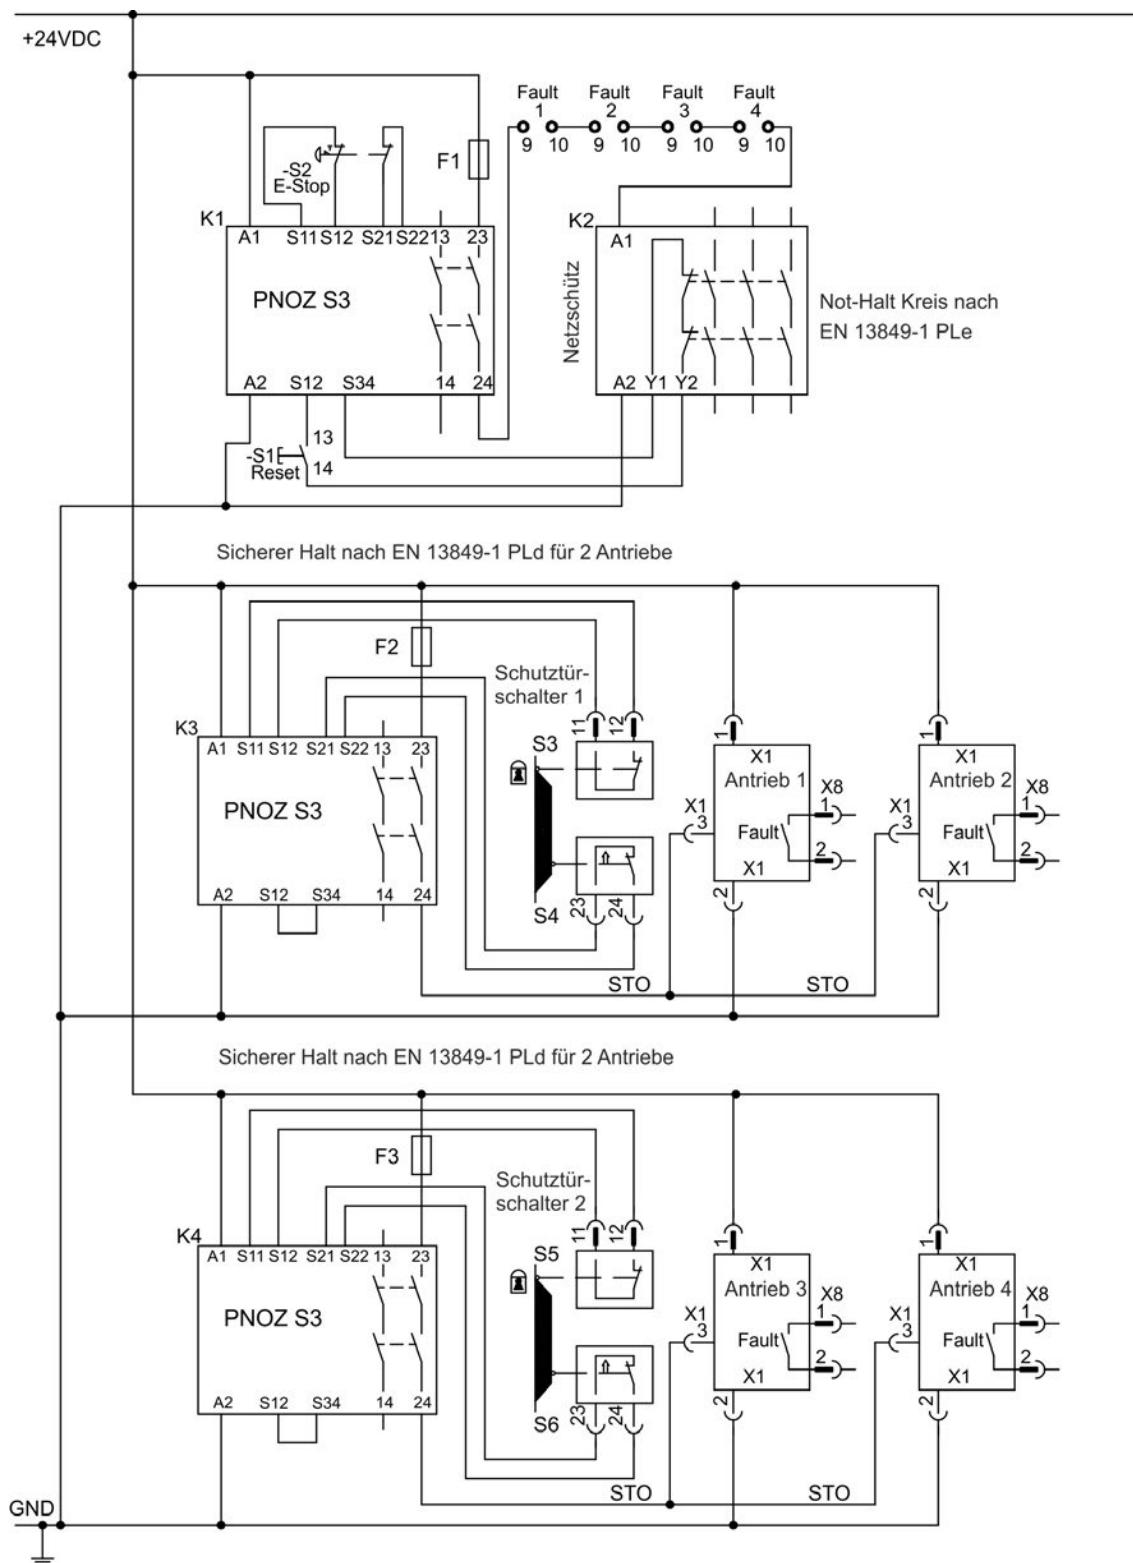 +24VDC
Fault Fault Fault Fault
1 2 3 4
9 10 9 10 9 10 9 10
F1
-S2
E-Stop
K1
A1 S11 S12 S21 S22 13 23
PNOZ S3
A2 S12 S34 14 24
K2
A1
Netzschütz
A2 Y1 Y2
Not-Halt Kreis nach
EN 13849-1 PLe
13
-S1
Reset
14
Sicherer Halt nach EN 13849-1 PLd für 2 Antriebe
F2
Schutztür-
schalter 1
11 12
K3
A1 S11 S12 S21 S22 13 23
PNOZ S3
A2 S12 S34 14 24
S3
S4
23 24
1
X1
Antrieb 1
X8
1
X1
3
Fault
2
X1
2
1
X1
Antrieb 2
X8
1
X1
3
Fault
2
X1
2
STO STO
Sicherer Halt nach EN 13849-1 PLd für 2 Antriebe
F3
Schutztür-
schalter 2
11 12
K4
A1 S11 S12 S21 S22 13 23
PNOZ S3
A2 S12 S34 14 24
S5
S6
23 24
1
X1
Antrieb 3
X8
1
X1
3
Fault
2
X1
2
1
X1
Antrieb 4
X8
1
X1
3
Fault
2
X1
2
STO STO
GND